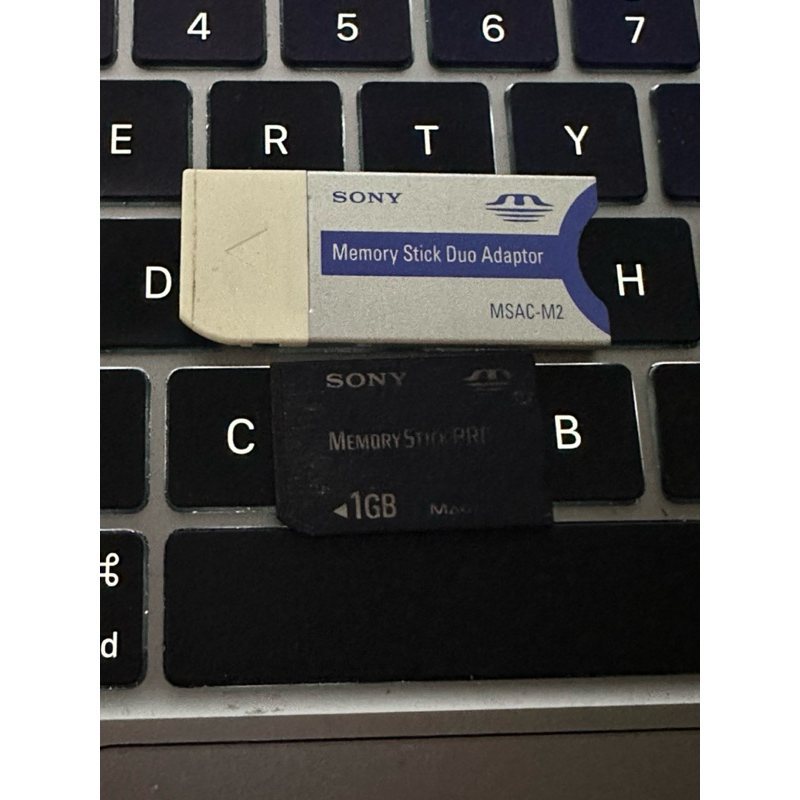 4 5 6 7
E R T Y
SONY
Memory Stick Duo Adaptor
MSAC-M2
D H
SONY
MEMORY STICK PRO
◄1GB
C B
⌘
d